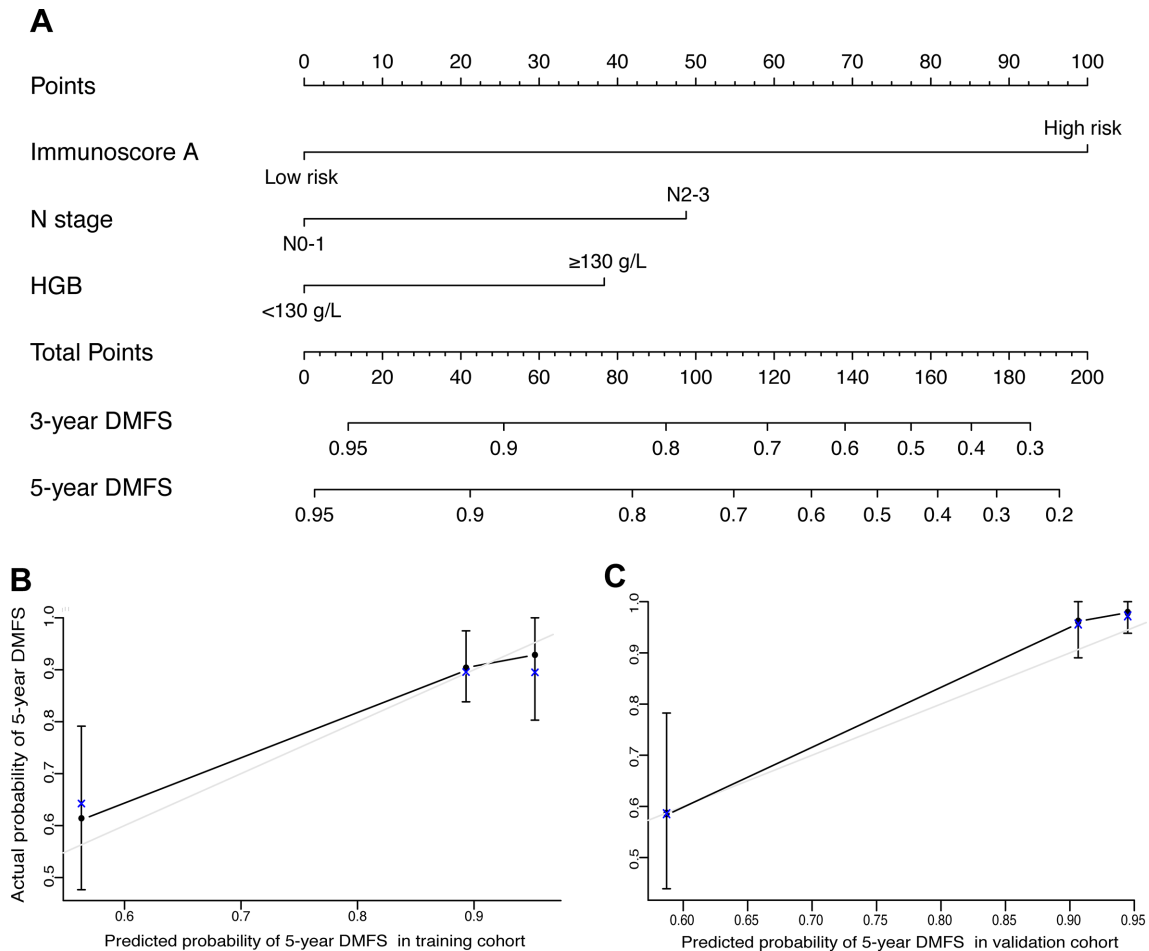 A
Points
0 10 20 30 40 50 60 70 80 90 100
Immunoscore A
High risk
Low risk
N stage
N2-3
N0-1
HGB
≥130 g/L
<130 g/L
Total Points
0 20 40 60 80 100 120 140 160 180 200
3-year DMFS
0.95 0.9 0.8 0.7 0.6 0.5 0.4 0.3
5-year DMFS
0.95 0.9 0.8 0.7 0.6 0.5 0.4 0.3 0.2
B
Actual probability of 5-year DMFS
1.0
0.9
0.8
0.7
0.6
0.5
0.6 0.7 0.8 0.9
Predicted probability of 5-year DMFS in training cohort
C
1.0
0.9
0.8
0.7
0.6
0.5
0.60 0.65 0.70 0.75 0.80 0.85 0.90 0.95
Predicted probability of 5-year DMFS in validation cohort